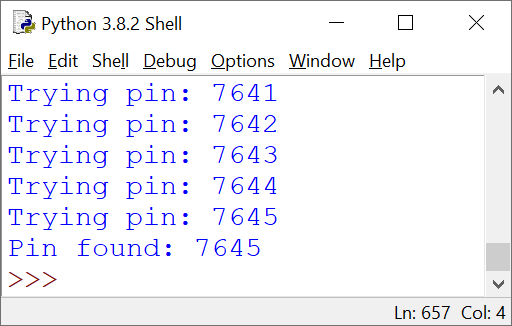 Python 3.8.2 Shell
File Edit Shell Debug Options Window Help
Trying pin: 7641
Trying pin: 7642
Trying pin: 7643
Trying pin: 7644
Trying pin: 7645
Pin found: 7645
>>>
Ln: 657 Col: 4